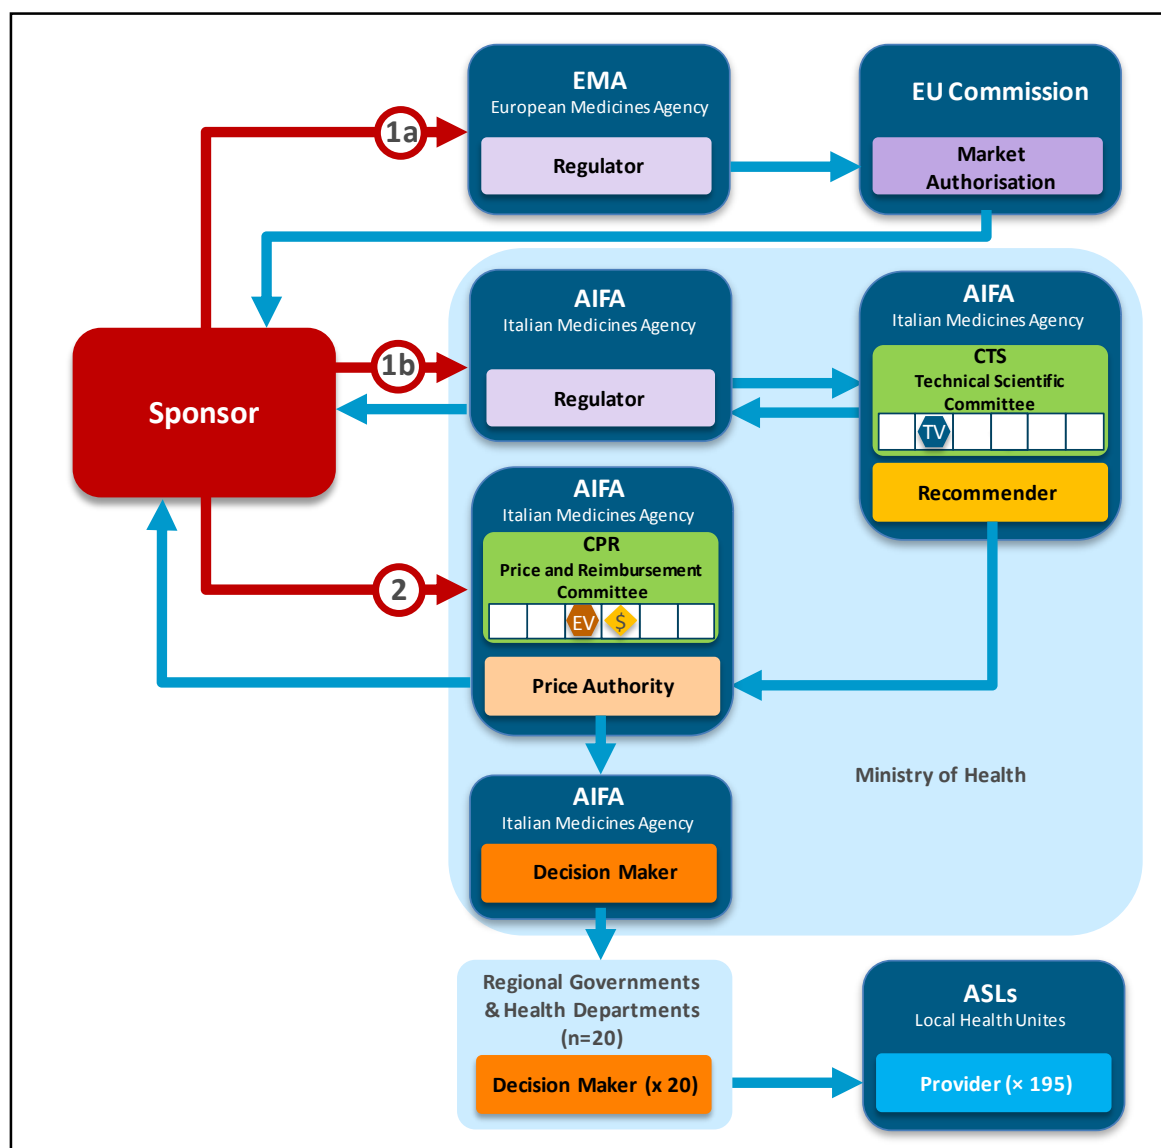 EMA
European Medicines Agency
Regulator
EU Commission
Market
Authorisation
1a
AIFA
Italian Medicines Agency
Regulator
AIFA
Italian Medicines Agency
CTS
Technical Scientific
Committee
TV
Recommender
1b
Sponsor
AIFA
Italian Medicines Agency
CPR
Price and Reimbursement
Committee
EV
$
Price Authority
2
Ministry of Health
AIFA
Italian Medicines Agency
Decision Maker
Regional Governments
& Health Departments
(n=20)
Decision Maker (x 20)
ASLs
Local Health Unites
Provider (× 195)